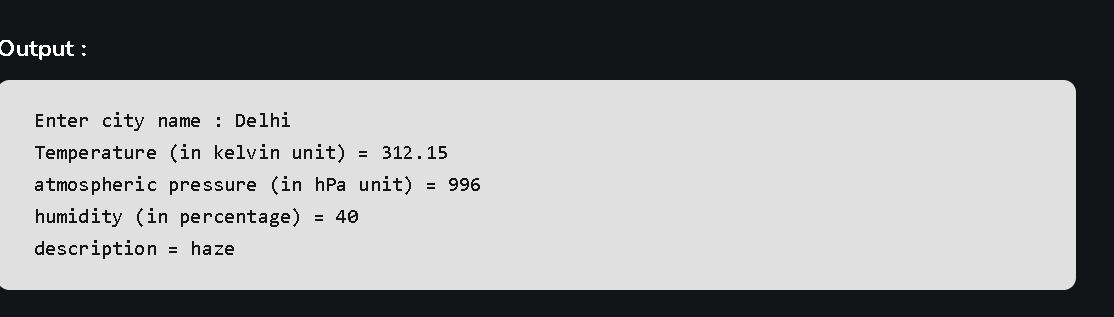 Output :
Enter city name : Delhi
Temperature (in kelvin unit) = 312.15
atmospheric pressure (in hPa unit) = 996
humidity (in percentage) = 40
description = haze